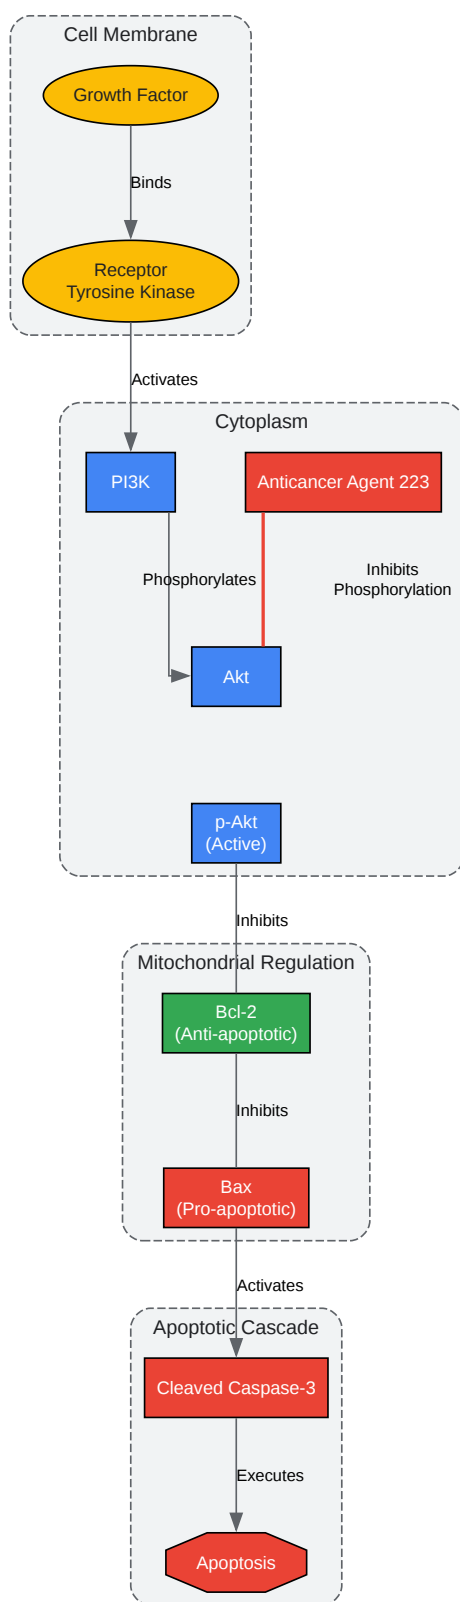 Cell Membrane
Growth Factor
Binds
Receptor
Tyrosine Kinase
Activates
Cytoplasm
PI3K
Anticancer Agent 223
Phosphorylates
Inhibits
Phosphorylation
Akt
p-Akt
(Active)
Inhibits
Mitochondrial Regulation
Bcl-2
(Anti-apoptotic)
Inhibits
Bax
(Pro-apoptotic)
Activates
Apoptotic Cascade
Cleaved Caspase-3
Executes
Apoptosis